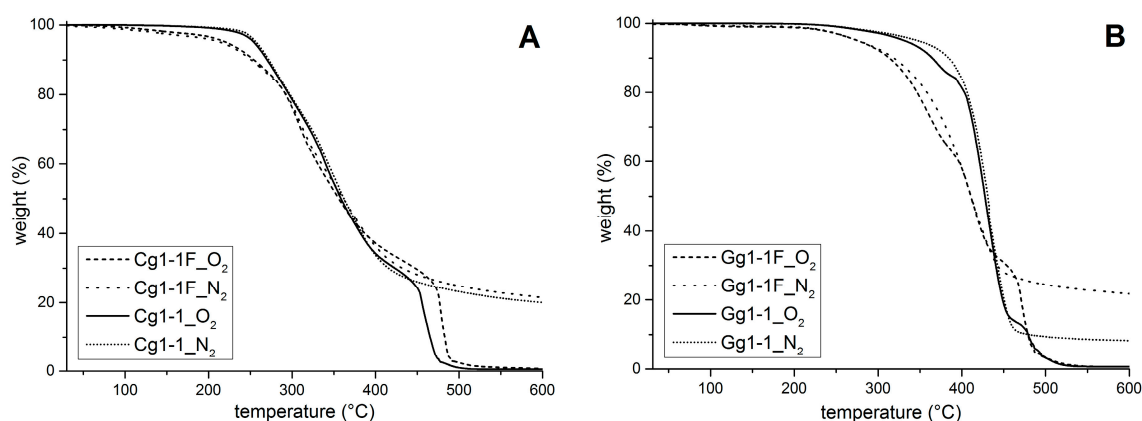 A
100
80
60
40
20
0
weight (%)
Cg1-1F_O₂
Cg1-1F_N₂
Cg1-1_O₂
Cg1-1_N₂
100 200 300 400 500 600
temperature (°C)
B
100
80
60
40
20
0
weight (%)
Gg1-1F_O₂
Gg1-1F_N₂
Gg1-1_O₂
Gg1-1_N₂
100 200 300 400 500 600
temperature (°C)